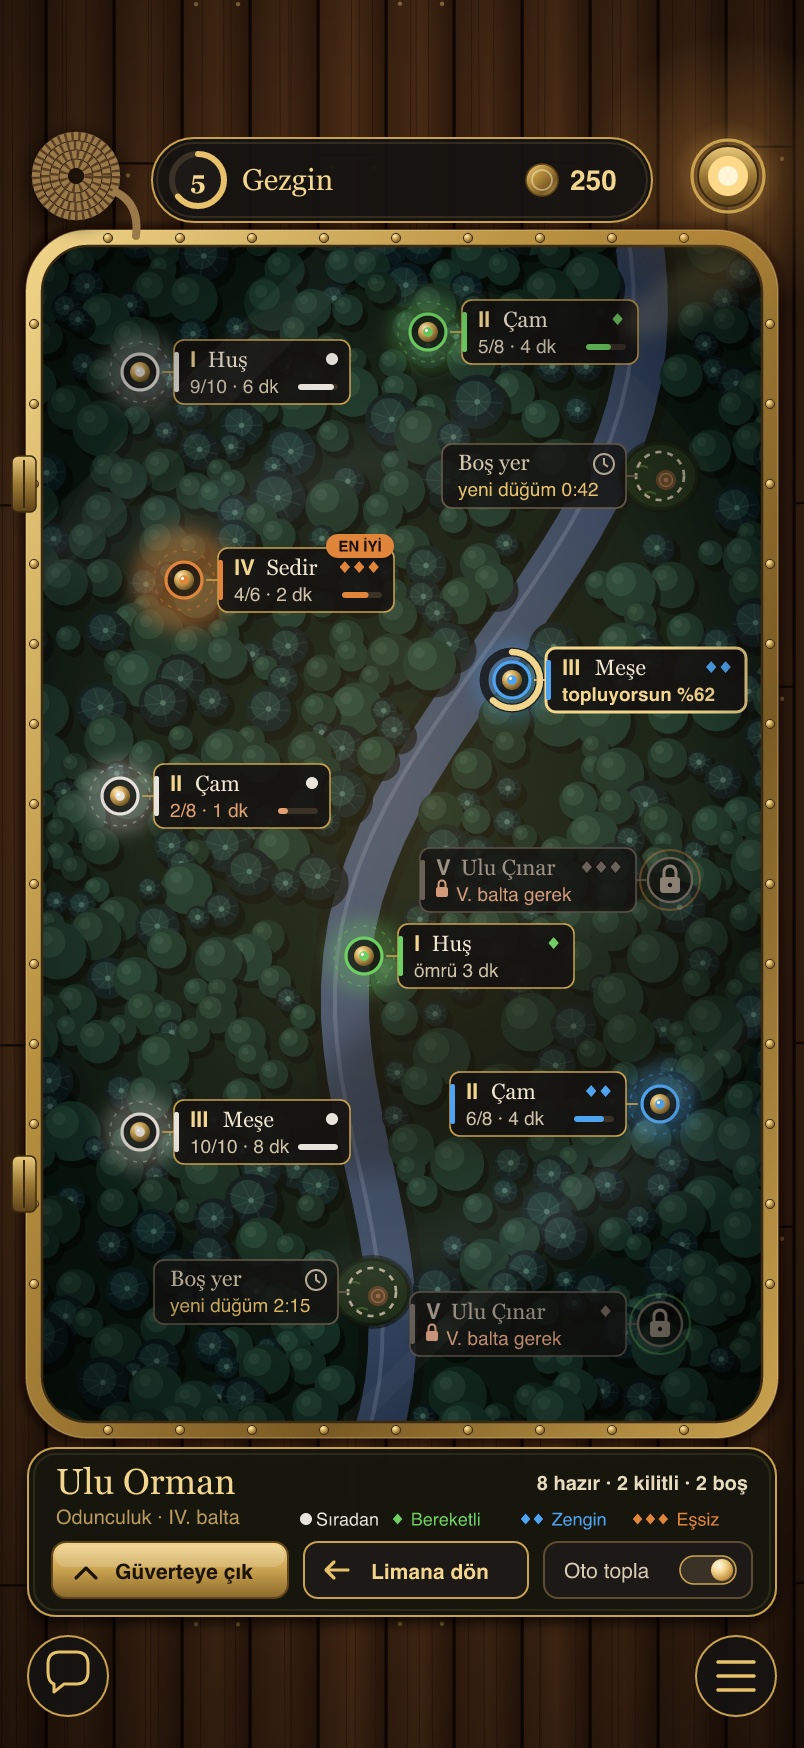 5 Gezgin 250
II Çam
5/8 · 4 dk
I Huş
9/10 · 6 dk
Boş yer
yeni düğüm 0:42
EN İYİ
IV Sedir
4/6 · 2 dk
III Meşe
topluyorsun %62
II Çam
2/8 · 1 dk
V Ulu Çınar
V. balta gerek
I Huş
ömrü 3 dk
II Çam
6/8 · 4 dk
III Meşe
10/10 · 8 dk
Boş yer
yeni düğüm 2:15
V Ulu Çınar
V. balta gerek
Ulu Orman
8 hazır · 2 kilitli · 2 boş
Odunculuk · IV. balta
Sıradan Bereketli Zengin Eşsiz
Güverteye çık
Limana dön
Oto topla